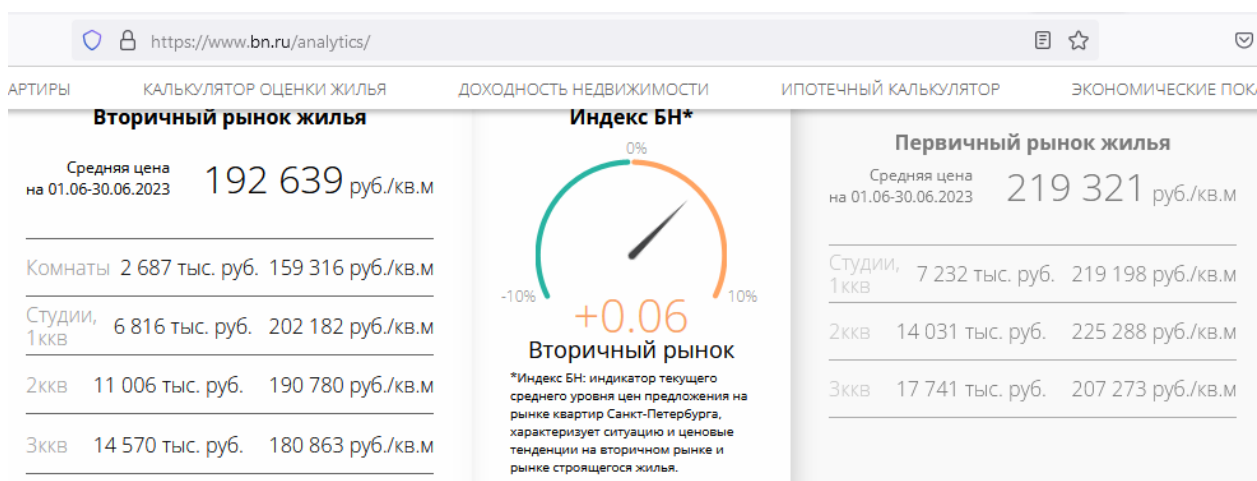 https://www.bn.ru/analytics/
АРТИРЫ КАЛЬКУЛЯТОР ОЦЕНКИ ЖИЛЬЯ ДОХОДНОСТЬ НЕДВИЖИМОСТИ ИПОТЕЧНЫЙ КАЛЬКУЛЯТОР ЭКОНОМИЧЕСКИЕ ПОК
Вторичный рынок жилья
Средняя цена
на 01.06-30.06.2023 192 639 руб./кв.м
Комнаты 2 687 тыс. руб. 159 316 руб./кв.м
Студии,
1ккв 6 816 тыс. руб. 202 182 руб./кв.м
2ккв 11 006 тыс. руб. 190 780 руб./кв.м
3ккв 14 570 тыс. руб. 180 863 руб./кв.м
Индекс БН*
0%
-10% 10%
+0.06
Вторичный рынок
*Индекс БН: индикатор текущего
среднего уровня цен предложения на
рынке квартир Санкт-Петербурга,
характеризует ситуацию и ценовые
тенденции на вторичном рынке и
рынке строящегося жилья.
Первичный рынок жилья
Средняя цена
на 01.06-30.06.2023 219 321 руб./кв.м
Студии,
1ккв 7 232 тыс. руб. 219 198 руб./кв.м
2ккв 14 031 тыс. руб. 225 288 руб./кв.м
3ккв 17 741 тыс. руб. 207 273 руб./кв.м